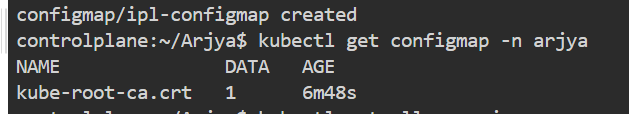 configmap/ipl-configmap created
controlplane:~/Arjya$ kubectl get configmap -n arjya
NAME DATA AGE
kube-root-ca.crt 1 6m48s